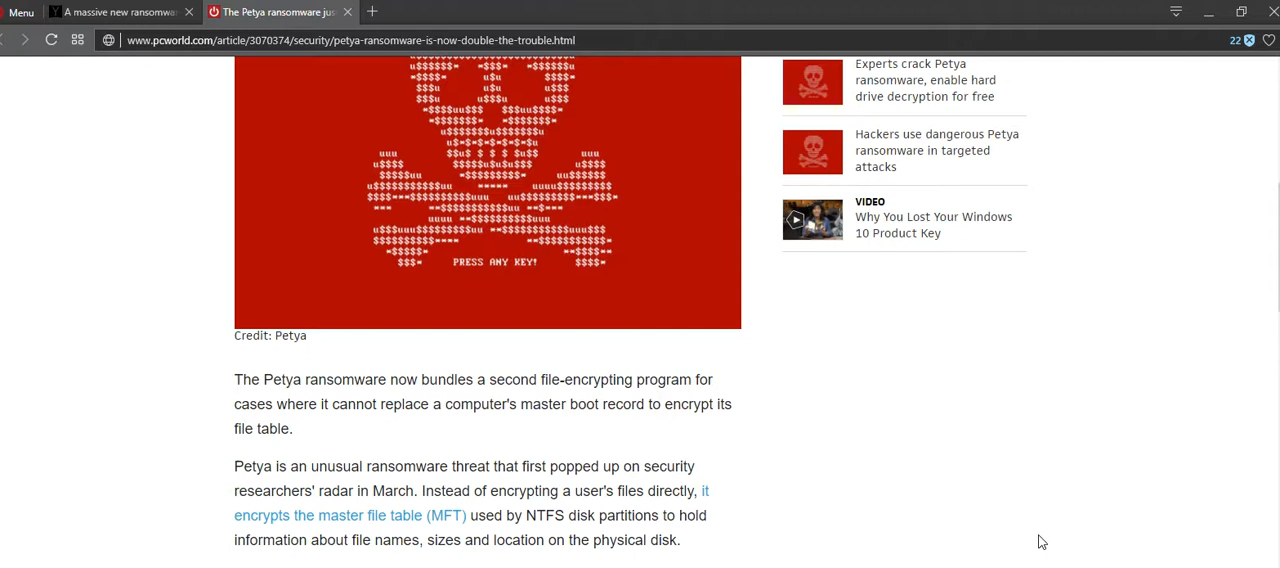 Menu
A massive new ransomwa
The Petya ransomware jus
22
www.pcworld.com/article/3070374/security/petya-ransomware-is-now-double-the-trouble.html
PRESS ANY KEY!
Credit: Petya
The Petya ransomware now bundles a second file-encrypting program for
cases where it cannot replace a computer's master boot record to encrypt its
file table.
Petya is an unusual ransomware threat that first popped up on security
researchers' radar in March. Instead of encrypting a user's files directly, it
encrypts the master file table (MFT) used by NTFS disk partitions to hold
information about file names, sizes and location on the physical disk.
Experts crack Petya
ransomware, enable hard
drive decryption for free
Hackers use dangerous Petya
ransomware in targeted
attacks
VIDEO
Why You Lost Your Windows
10 Product Key